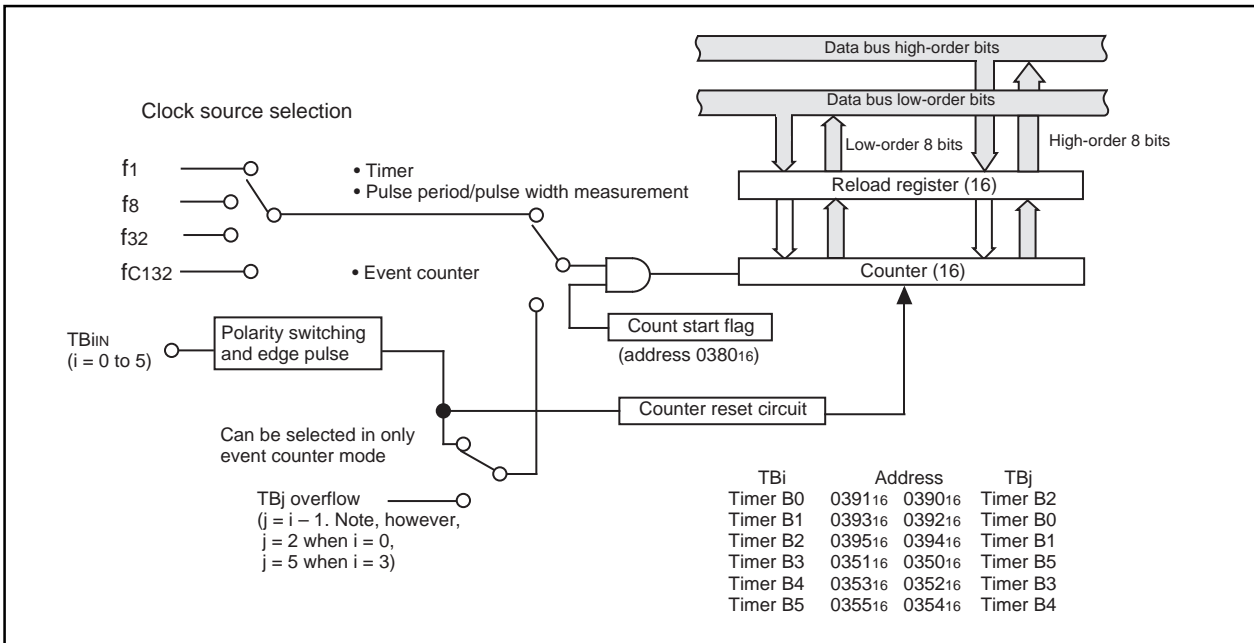 Data bus high-order bits
Data bus low-order bits
Clock source selection
Low-order 8 bits
High-order 8 bits
f1
• Timer
• Pulse period/pulse width measurement
Reload register (16)
f8
f32
fC132
• Event counter
Counter (16)
Count start flag
(address 038016)
TBiIN
(i = 0 to 5)
Polarity switching
and edge pulse
Counter reset circuit
Can be selected in only
event counter mode
TBj overflow
(j = i – 1. Note, however,
j = 2 when i = 0,
j = 5 when i = 3)
TBi Address TBj
Timer B0 039116 039016 Timer B2
Timer B1 039316 039216 Timer B0
Timer B2 039516 039416 Timer B1
Timer B3 035116 035016 Timer B5
Timer B4 035316 035216 Timer B3
Timer B5 035516 035416 Timer B4